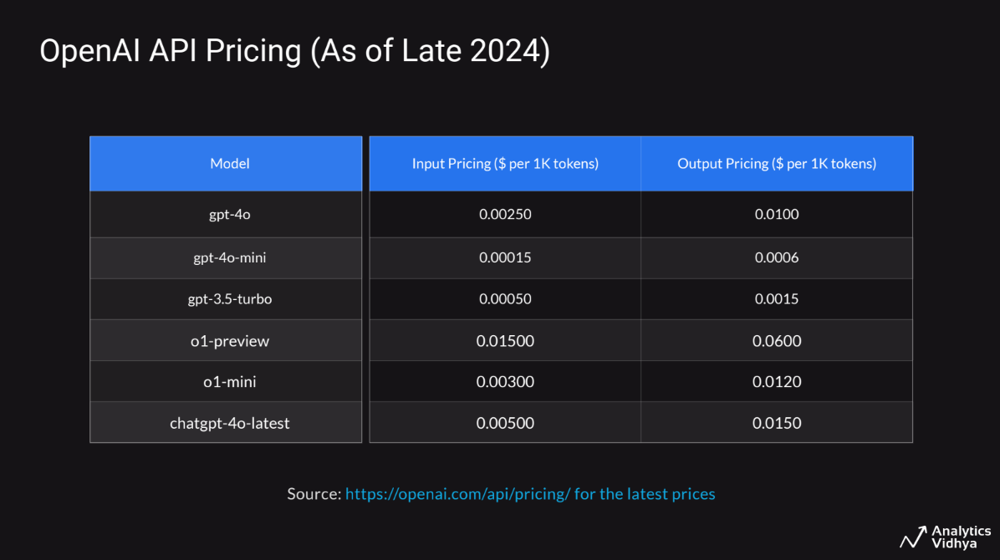 OpenAI API Pricing (As of Late 2024)
Model Input Pricing ($ per 1K tokens) Output Pricing ($ per 1K tokens)
gpt-4o 0.00250 0.0100
gpt-4o-mini 0.00015 0.0006
gpt-3.5-turbo 0.00050 0.0015
o1-preview 0.01500 0.0600
o1-mini 0.00300 0.0120
chatgpt-4o-latest 0.00500 0.0150
Source: https://openai.com/api/pricing/ for the latest prices
Analytics
Vidhya